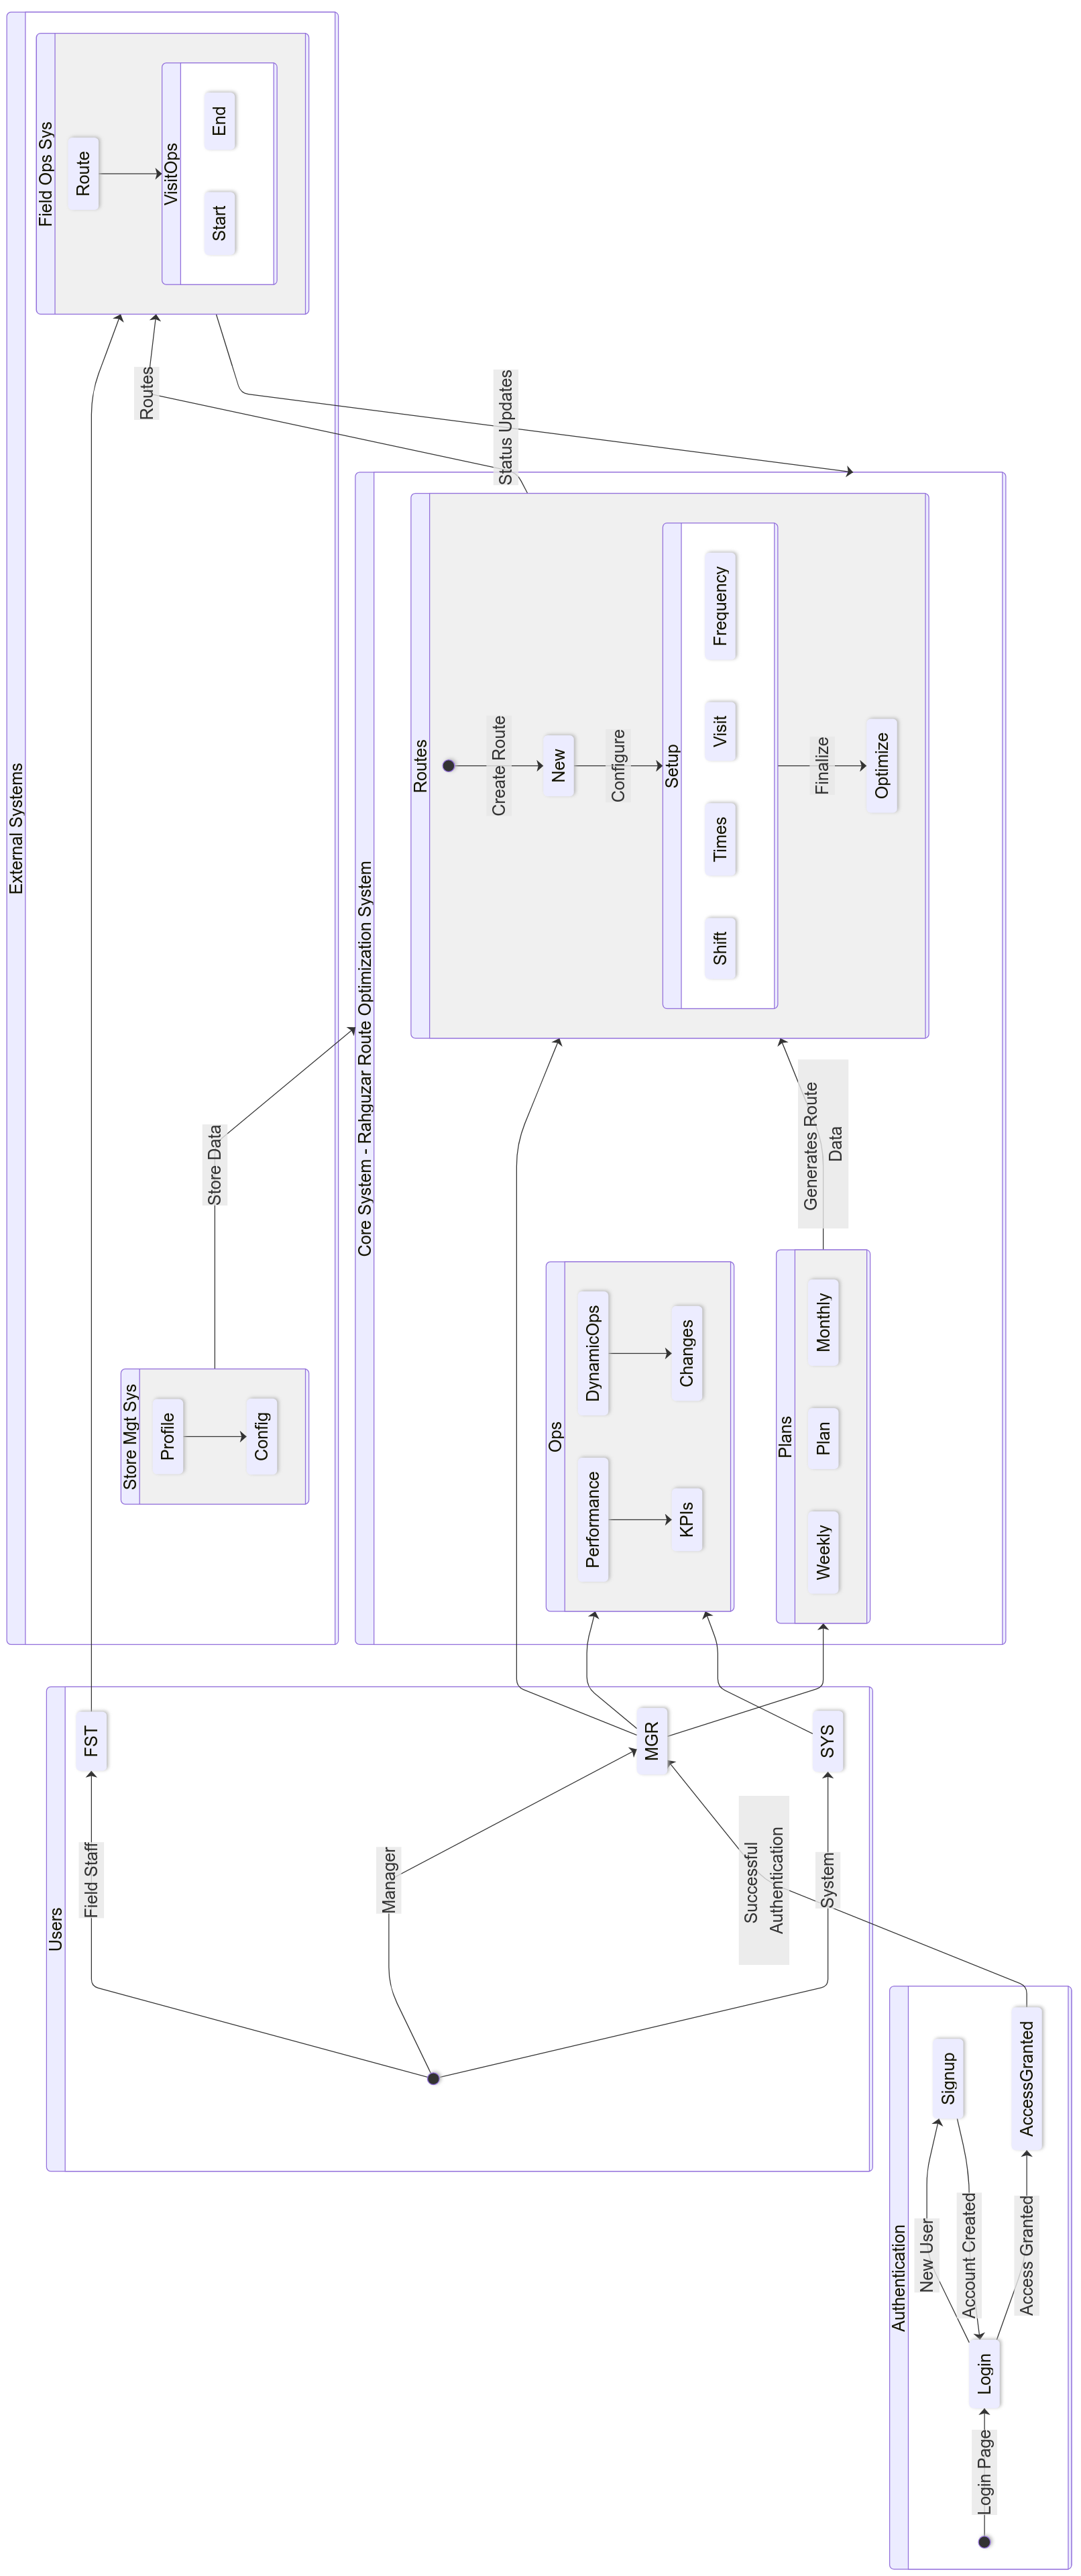 External Systems
Field Ops Sys
Route
VisitOps
Start
End
Routes
Status Updates
Store Data
Store Mgt Sys
Profile
Config
Core System - Rahguzar Route Optimization System
Routes
Create Route
New
Configure
Setup
Shift
Times
Visit
Frequency
Finalize
Optimize
Generates Route
Data
Ops
Performance
DynamicOps
KPIs
Changes
Plans
Weekly
Plan
Monthly
Users
FST
MGR
SYS
Field Staff
Manager
Successful
Authentication
System
Authentication
Signup
AccessGranted
New User
Account Created
Access Granted
Login
Login Page